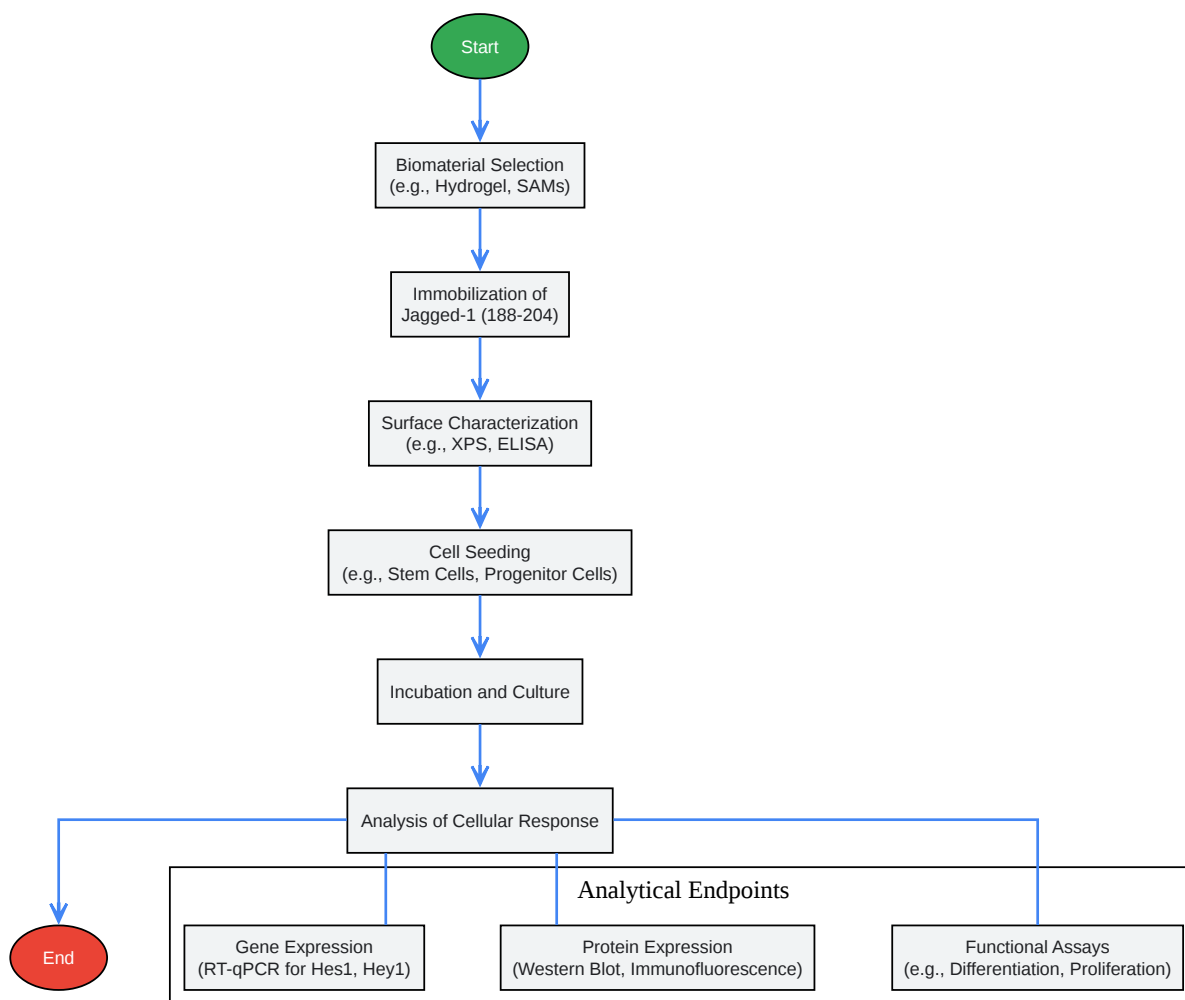 Start
Biomaterial Selection
(e.g., Hydrogel, SAMs)
Immobilization of
Jagged-1 (188-204)
Surface Characterization
(e.g., XPS, ELISA)
Cell Seeding
(e.g., Stem Cells, Progenitor Cells)
Incubation and Culture
Analysis of Cellular Response
Analytical Endpoints
End
Gene Expression
(RT-qPCR for Hes1, Hey1)
Protein Expression
(Western Blot, Immunofluorescence)
Functional Assays
(e.g., Differentiation, Proliferation)